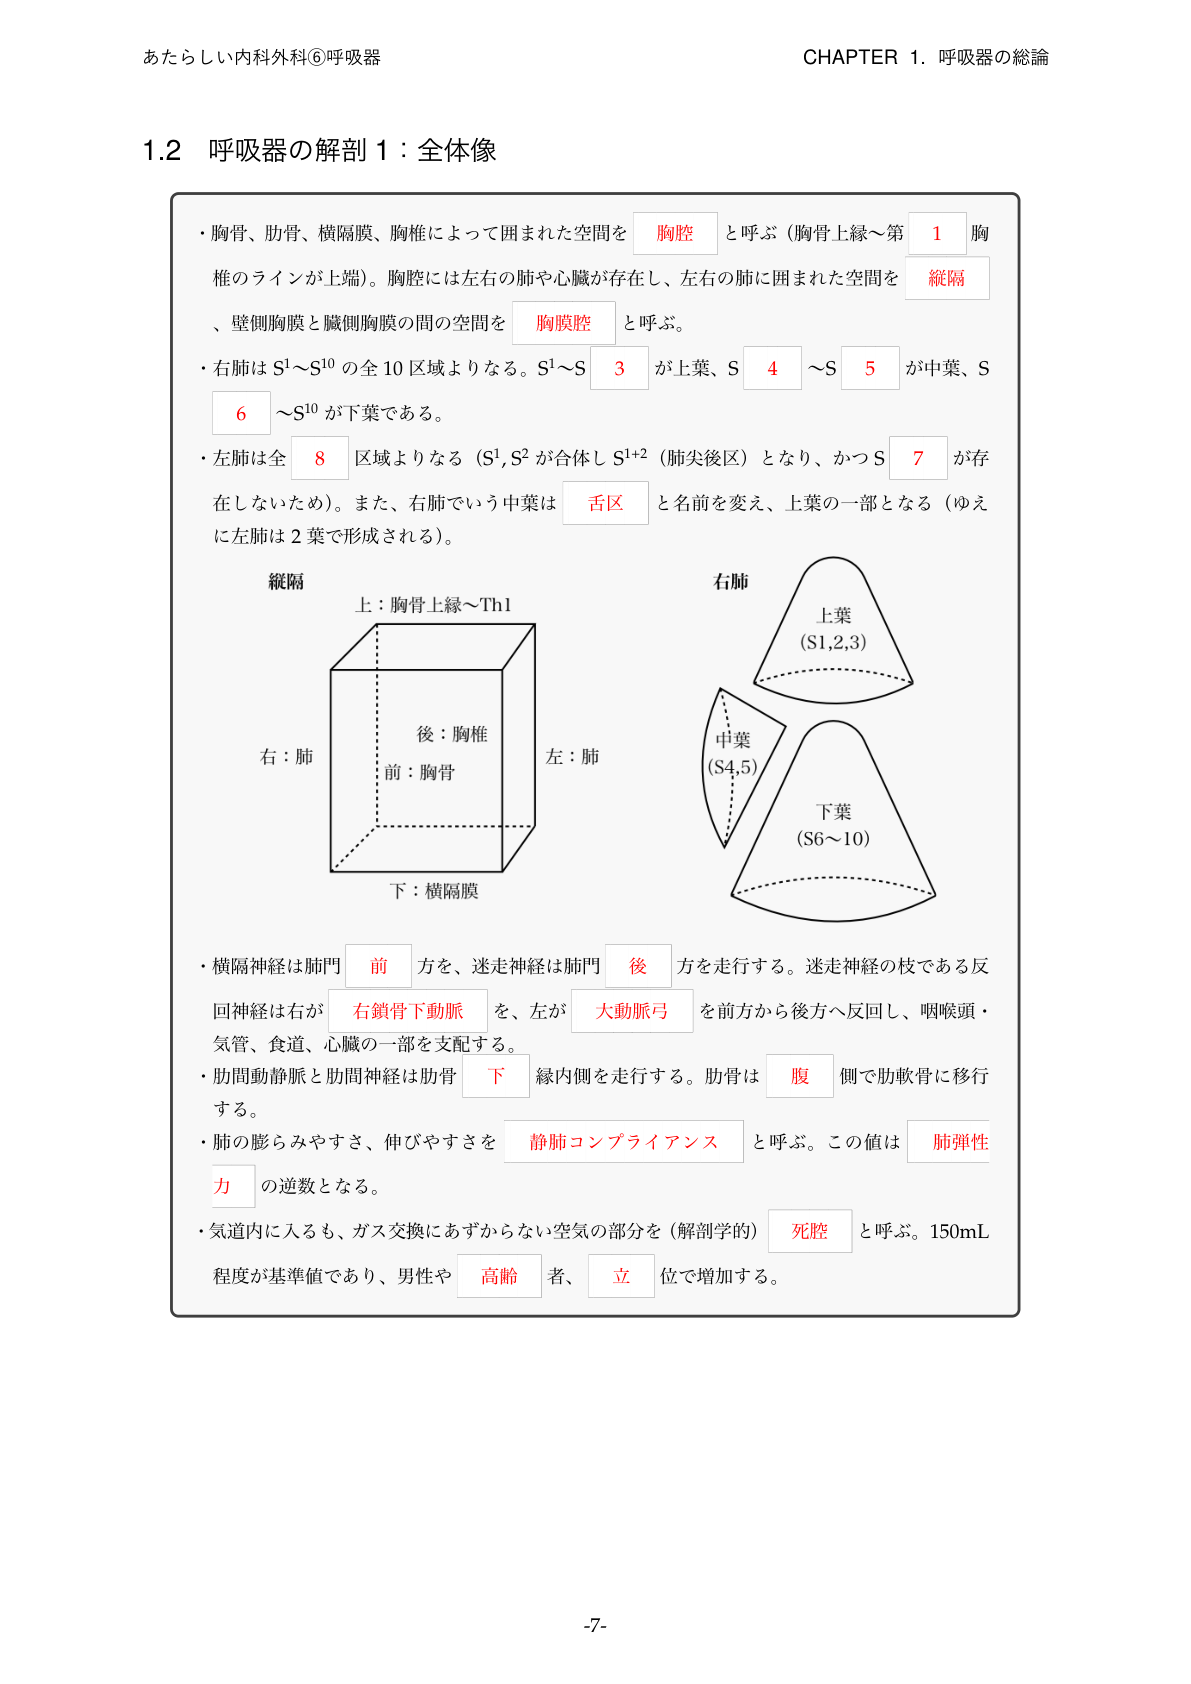 あたらしい内科外科⑥呼吸器
CHAPTER 1. 呼吸器の総論
1.2 呼吸器の解剖 1：全体像
・胸骨、肋骨、横隔膜、胸椎によって囲まれた空間を 胸腔 と呼ぶ（胸骨上縁〜第 1 胸
椎のラインが上端）。胸腔には左右の肺や心臓が存在し、左右の肺に囲まれた空間を 縦隔
、壁側胸膜と臓側胸膜の間の空間を 胸膜腔 と呼ぶ。
・右肺は S¹〜S¹⁰ の全 10 区域よりなる。S¹〜S 3 が上葉、S 4 〜S 5 が中葉、S
6 〜S¹⁰ が下葉である。
・左肺は全 8 区域よりなる（S¹, S² が合体し S¹⁺²（肺尖後区）となり、かつ S 7 が存
在しないため）。また、右肺でいう中葉は 舌区 と名前を変え、上葉の一部となる（ゆえ
に左肺は 2 葉で形成される）。
縦隔
上：胸骨上縁〜Th1
後：胸椎
右：肺
前：胸骨
左：肺
下：横隔膜
右肺
上葉
(S1,2,3)
中葉
(S4,5)
下葉
(S6〜10)
・横隔神経は肺門 前 方を、迷走神経は肺門 後 方を走行する。迷走神経の枝である反
回神経は右が 右鎖骨下動脈 を、左が 大動脈弓 を前方から後方へ反回し、咽喉頭・
気管、食道、心臓の一部を支配する。
・肋間動静脈と肋間神経は肋骨 下 縁内側を走行する。肋骨は 腹 側で肋軟骨に移行
する。
・肺の膨らみやすさ、伸びやすさを 静肺コンプライアンス と呼ぶ。この値は 肺弾性
力 の逆数となる。
・気道内に入るも、ガス交換にあずからない空気の部分を（解剖学的） 死腔 と呼ぶ。150mL
程度が基準値であり、男性や 高齢 者、 立 位で増加する。
-7-